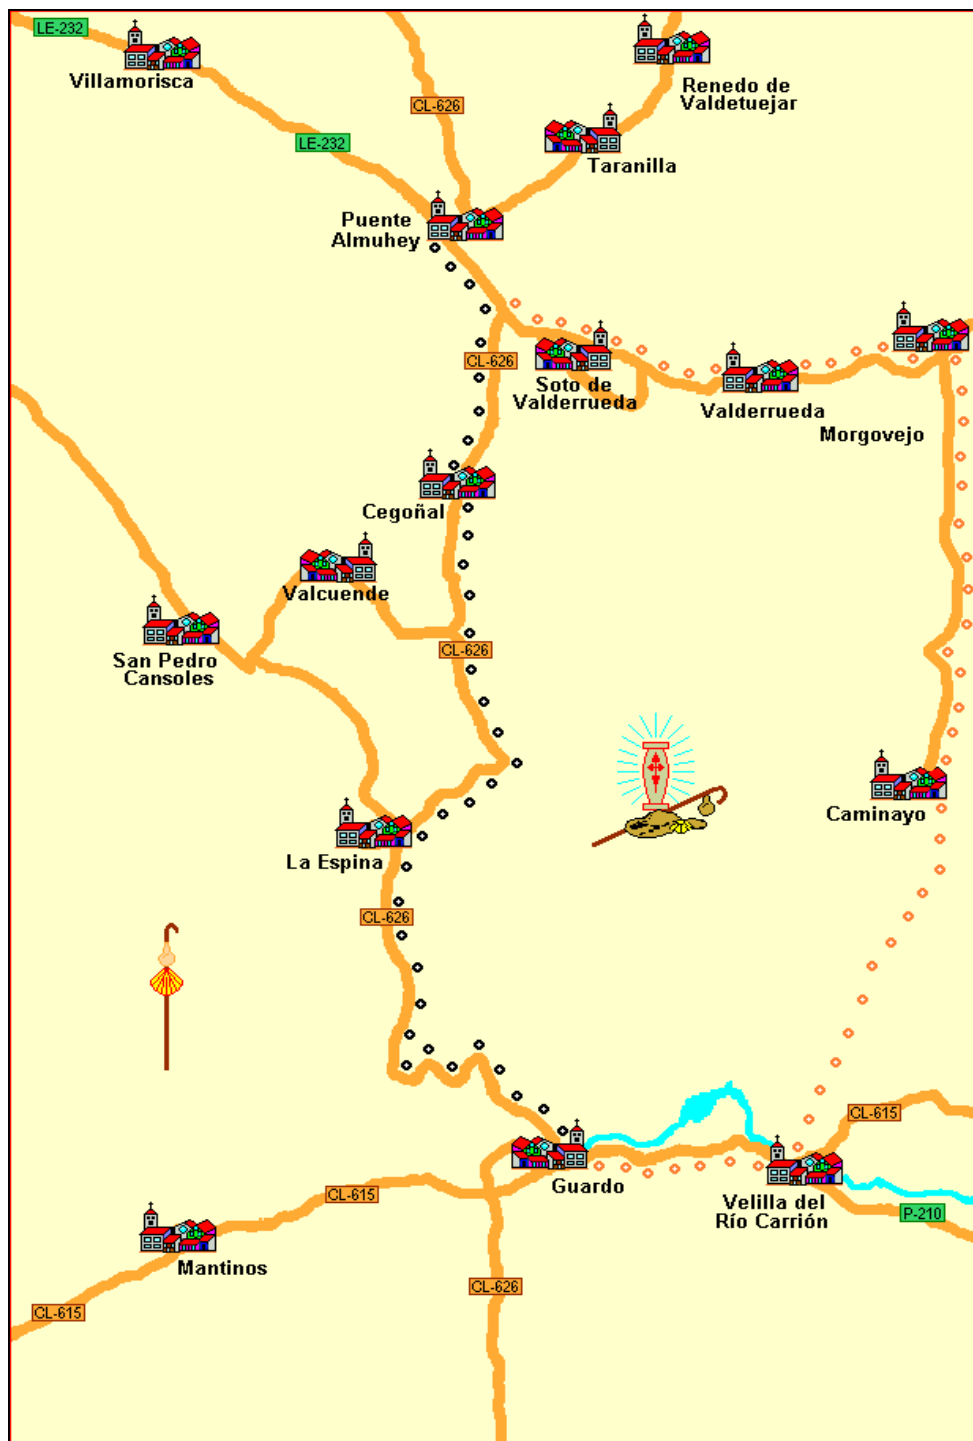 LE-232
Villamorisca
CL-626
Renedo de
Valdetuejar
LE-232
Taranilla
Puente
Almuhey
CL-626
Soto de
Valderrueda
Valderrueda
Morgovejo
Cegoñal
Valcuende
CL-626
San Pedro
Cansoles
Caminayo
La Espina
CL-626
CL-615
Guardo
CL-615
Velilla del
Río Carrión
P-210
Mantinos
CL-626
CL-615